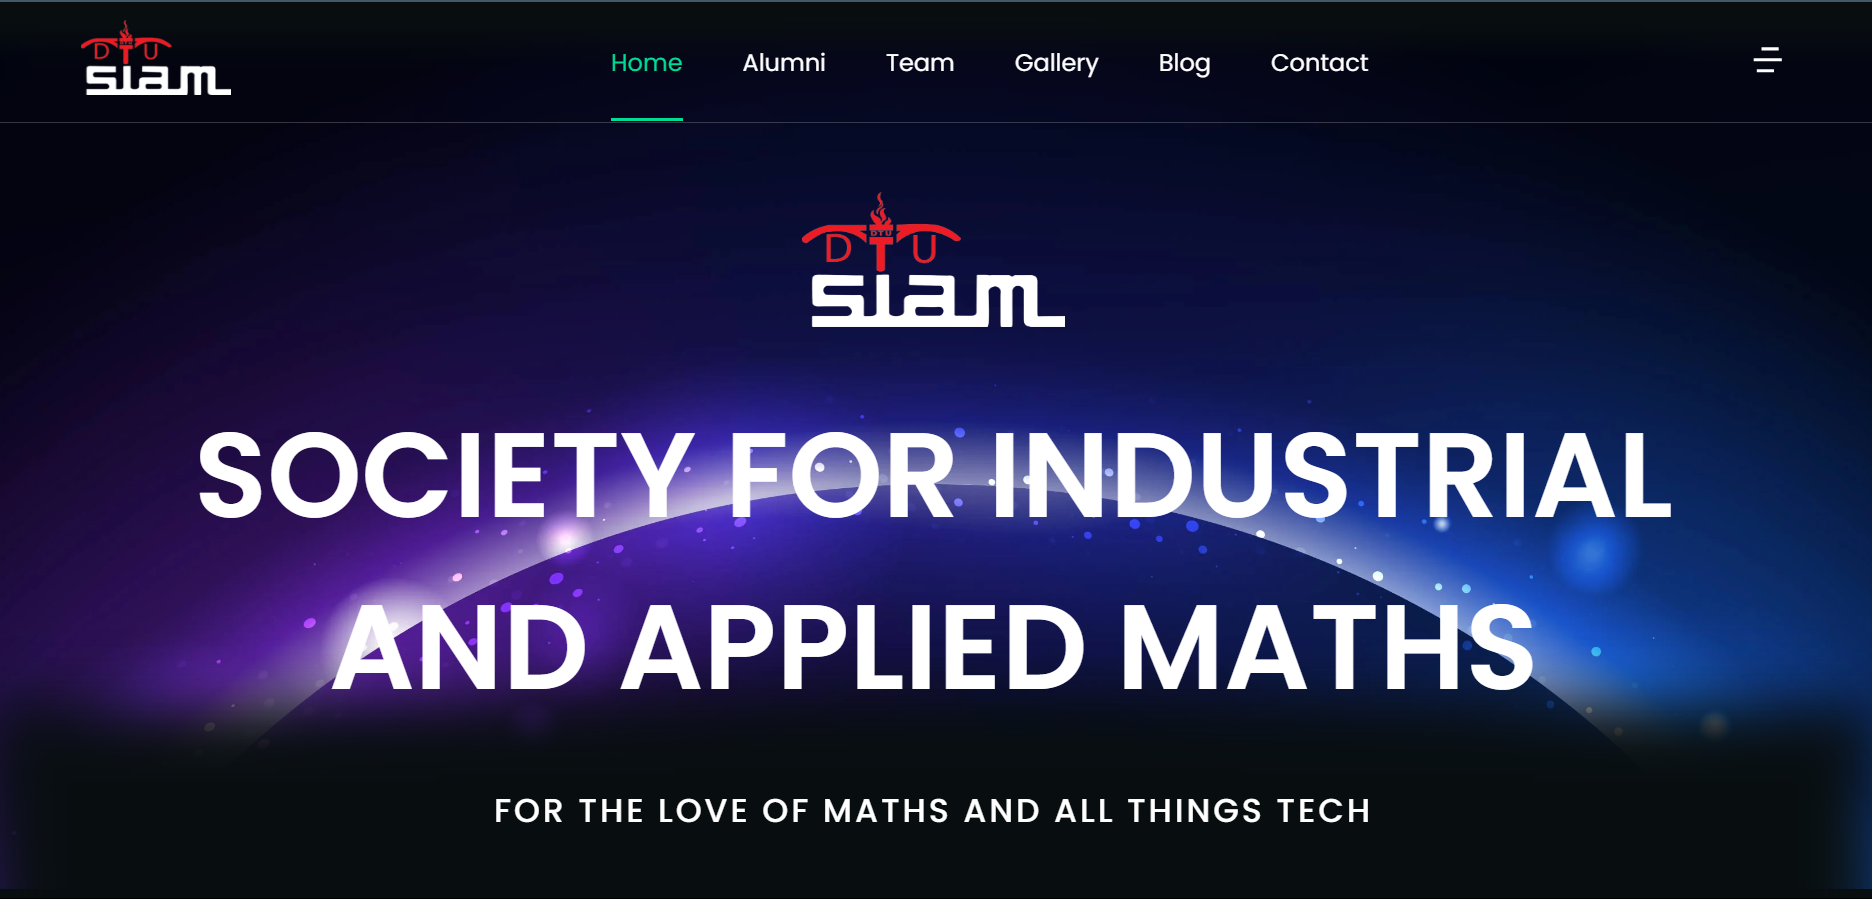 D T U
siam
Home Alumni Team Gallery Blog Contact
D T U
DTU
siam
SOCIETY FOR INDUSTRIAL
AND APPLIED MATHS
FOR THE LOVE OF MATHS AND ALL THINGS TECH